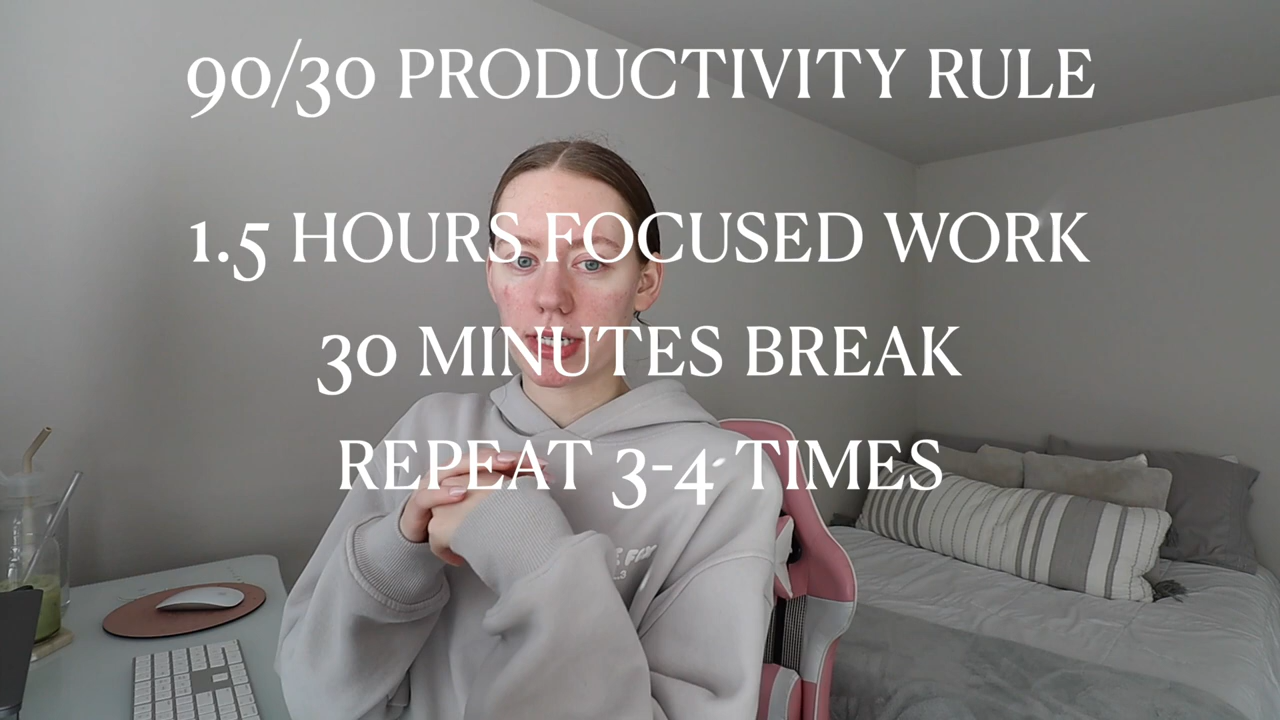 90/30 PRODUCTIVITY RULE
1.5 HOURS FOCUSED WORK
30 MINUTES BREAK
REPEAT 3-4 TIMES